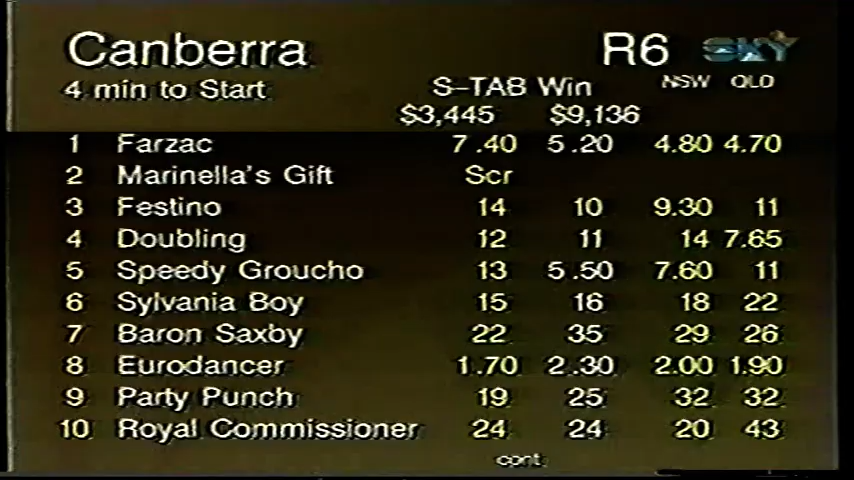 Canberra R6 SKY
4 min to Start S-TAB Win NSW QLD
$3,445 $9,136
1 Farzac 7.40 5.20 4.80 4.70
2 Marinella's Gift Scr
3 Festino 14 10 9.30 11
4 Doubling 12 11 14 7.65
5 Speedy Groucho 13 5.50 7.60 11
6 Sylvania Boy 15 16 18 22
7 Baron Saxby 22 35 29 26
8 Eurodancer 1.70 2.30 2.00 1.90
9 Party Punch 19 25 32 32
10 Royal Commissioner 24 24 20 43
cont